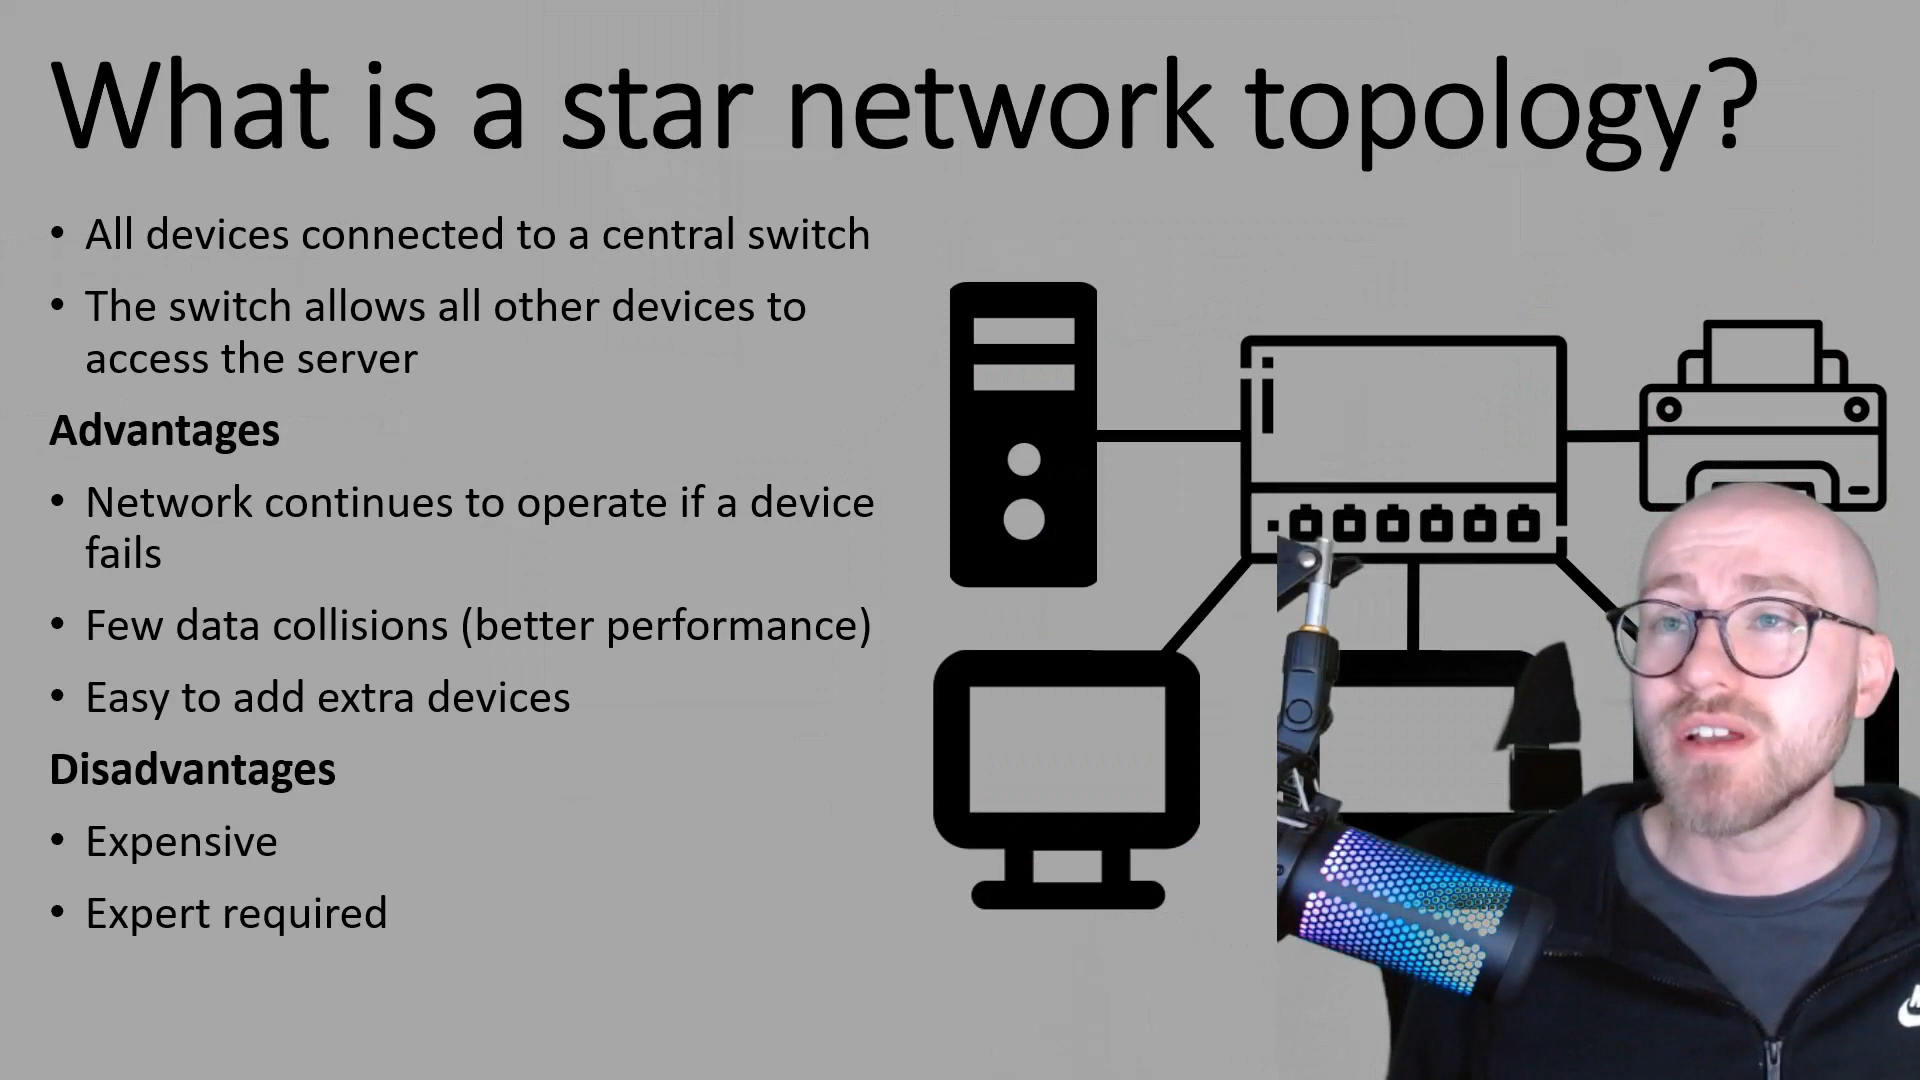 What is a star network topology?
• All devices connected to a central switch
• The switch allows all other devices to
access the server
Advantages
• Network continues to operate if a device
fails
• Few data collisions (better performance)
• Easy to add extra devices
Disadvantages
• Expensive
• Expert required